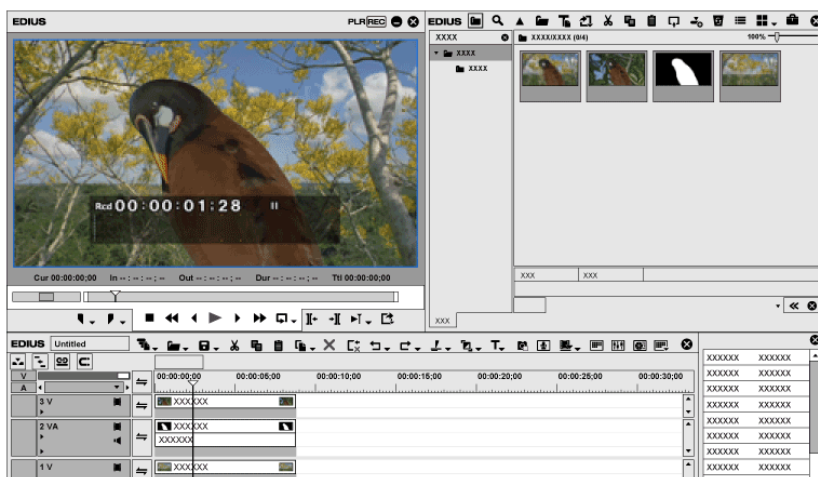 EDIUS PLR REC
Rcd 00:00:01:28
Cur 00:00:00;00 In --:--:--;-- Out --:--:--;-- Dur --:--:--;-- Ttl 00:00:00;00
EDIUS
XXXX
XXXX
XXXX
XXXX/XXXX (0/4) 100%
XXX XXX
XXX
EDIUS Untitled
V
A
00:00:00;00 00:00:05;00 00:00:10;00 00:00:15;00 00:00:20;00 00:00:25;00 00:00:30;00
3 V XXXXXX
2 VA XXXXXX
XXXXXX
1 V XXXXXX
XXXXXX XXXXXX
XXXXXX XXXXXX
XXXXXX XXXXXX
XXXXXX XXXXXX
XXXXXX XXXXXX
XXXXXX XXXXXX
XXXXXX XXXXXX
XXXXXX XXXXXX